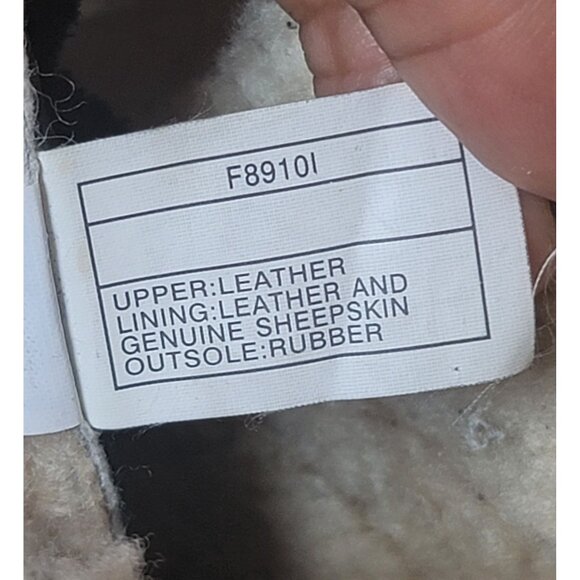 F8910I
UPPER:LEATHER
LINING:LEATHER AND
GENUINE SHEEPSKIN
OUTSOLE:RUBBER